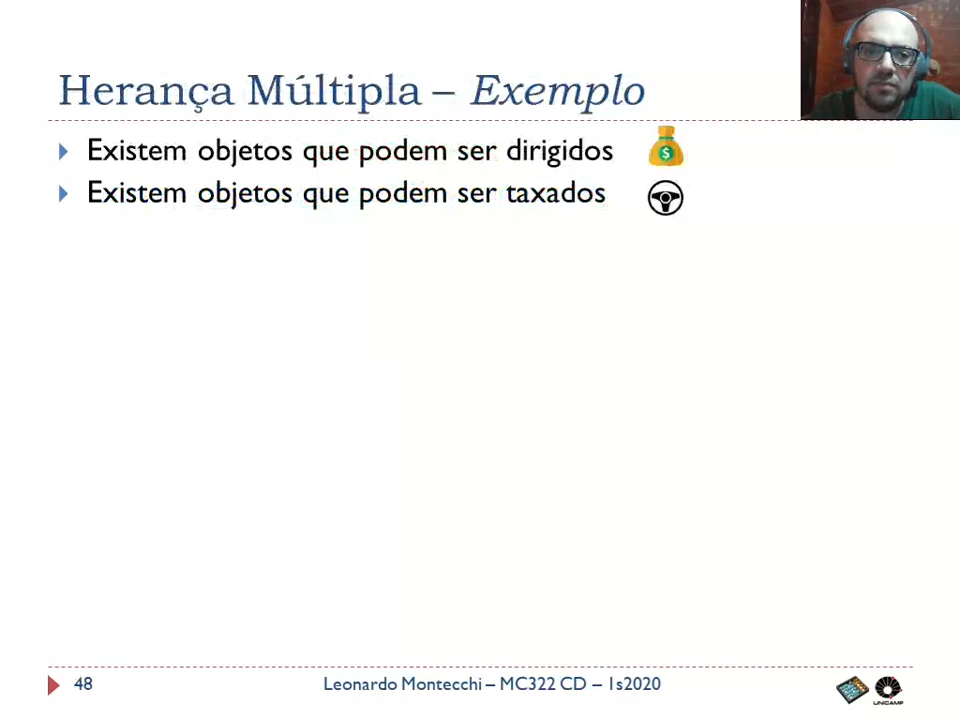 Herança Múltipla – Exemplo
Existem objetos que podem ser dirigidos
$
Existem objetos que podem ser taxados
48
Leonardo Montecchi – MC322 CD – 1s2020
UNICAMP